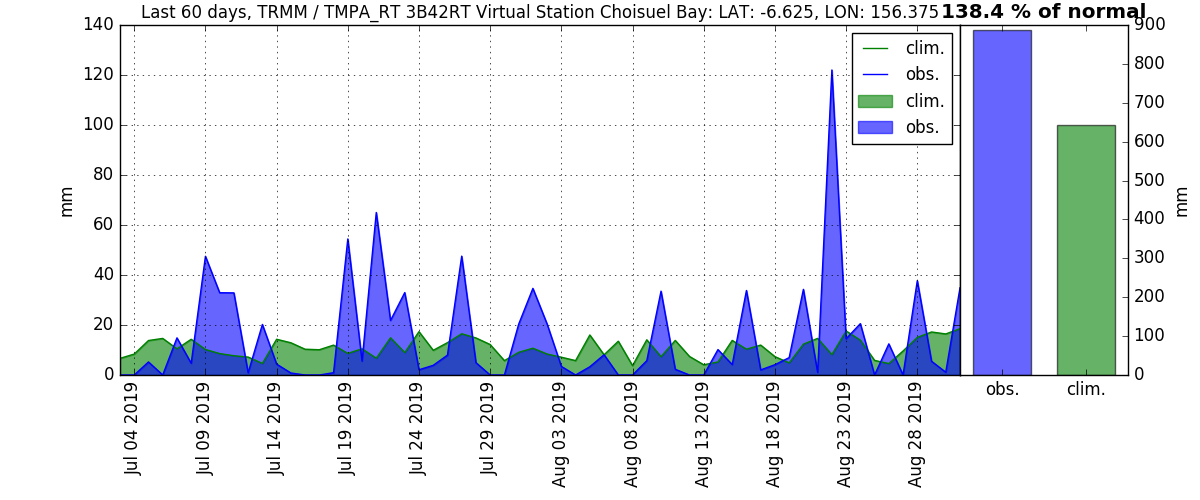 Last 60 days, TRMM / TMPA_RT 3B42RT Virtual Station Choisuel Bay: LAT: -6.625, LON: 156.375
138.4 % of normal
140
120
100
80
60
40
20
0
mm
clim.
obs.
clim.
obs.
900
800
700
600
500
400
300
200
100
0
mm
Jul 04 2019
Jul 09 2019
Jul 14 2019
Jul 19 2019
Jul 24 2019
Jul 29 2019
Aug 03 2019
Aug 08 2019
Aug 13 2019
Aug 18 2019
Aug 23 2019
Aug 28 2019
obs.
clim.